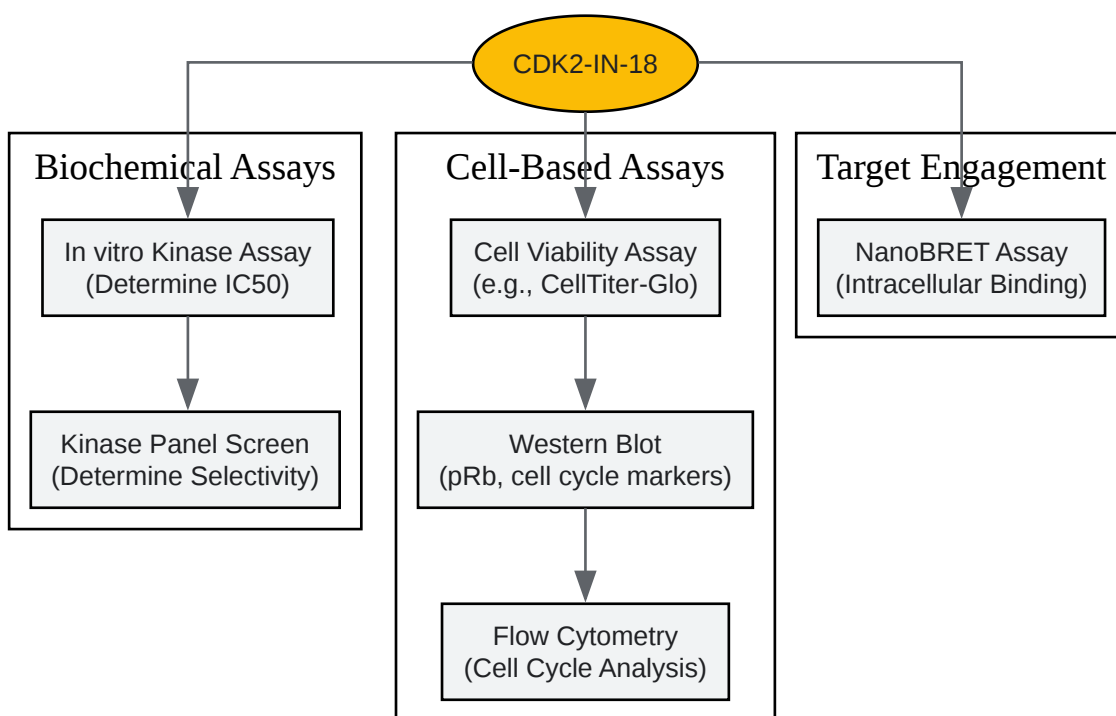 CDK2-IN-18
Biochemical Assays
In vitro Kinase Assay
(Determine IC50)
Kinase Panel Screen
(Determine Selectivity)
Cell-Based Assays
Cell Viability Assay
(e.g., CellTiter-Glo)
Western Blot
(pRb, cell cycle markers)
Flow Cytometry
(Cell Cycle Analysis)
Target Engagement
NanoBRET Assay
(Intracellular Binding)